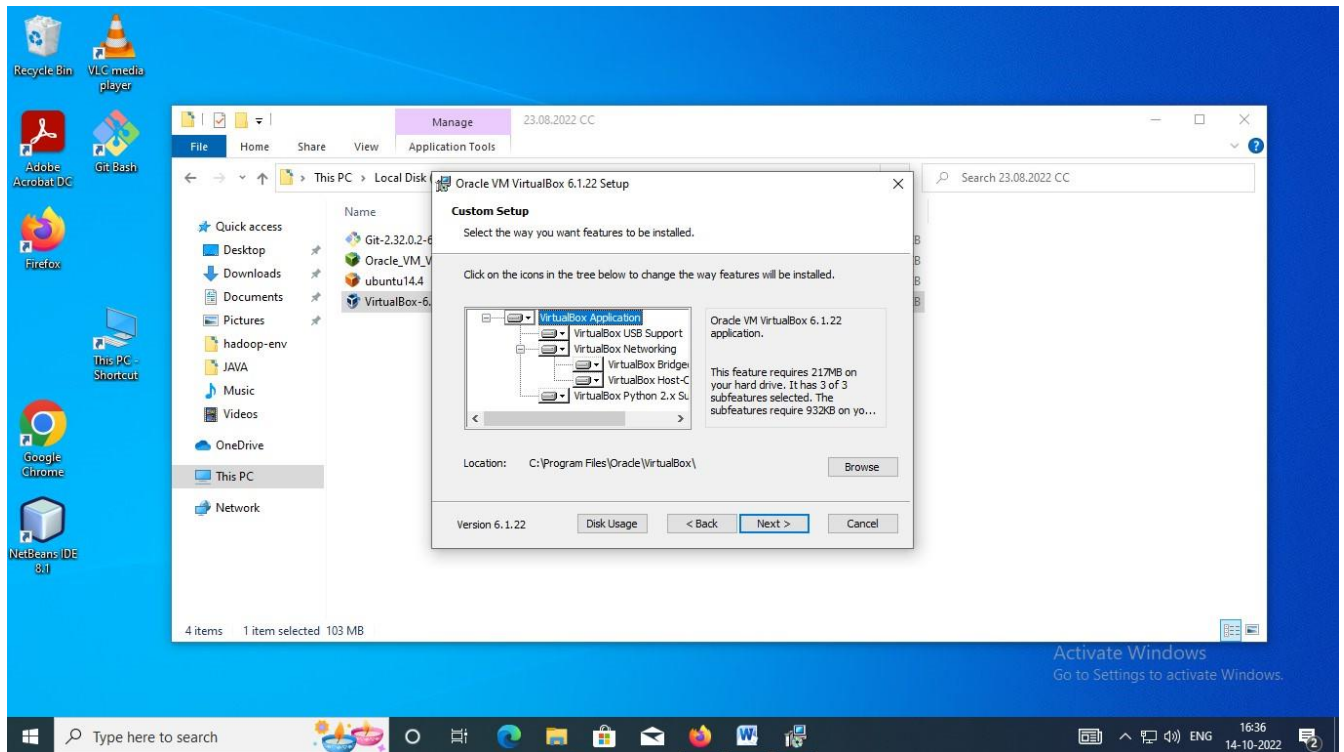 Recycle Bin
VLC media player
Adobe Acrobat DC
Git Bash
Firefox
This PC - Shortcut
Google Chrome
NetBeans IDE 8.1
Manage
23.08.2022 CC
File Home Share View Application Tools
This PC > Local Disk (
Search 23.08.2022 CC
Quick access
Desktop
Downloads
Documents
Pictures
hadoop-env
JAVA
Music
Videos
OneDrive
This PC
Network
Name
Git-2.32.0.2-6
Oracle_VM_V
ubuntu14.4
VirtualBox-6.
B
B
B
B
Oracle VM VirtualBox 6.1.22 Setup
Custom Setup
Select the way you want features to be installed.
Click on the icons in the tree below to change the way features will be installed.
VirtualBox Application
VirtualBox USB Support
VirtualBox Networking
VirtualBox Bridge
VirtualBox Host-C
VirtualBox Python 2.x Su
Oracle VM VirtualBox 6.1.22
application.
This feature requires 217MB on
your hard drive. It has 3 of 3
subfeatures selected. The
subfeatures require 932KB on yo...
Location: C:\Program Files\Oracle\VirtualBox\
Browse
Version 6.1.22
Disk Usage < Back Next > Cancel
4 items 1 item selected 103 MB
Activate Windows
Go to Settings to activate Windows.
Type here to search
ENG
16:36
14-10-2022
2